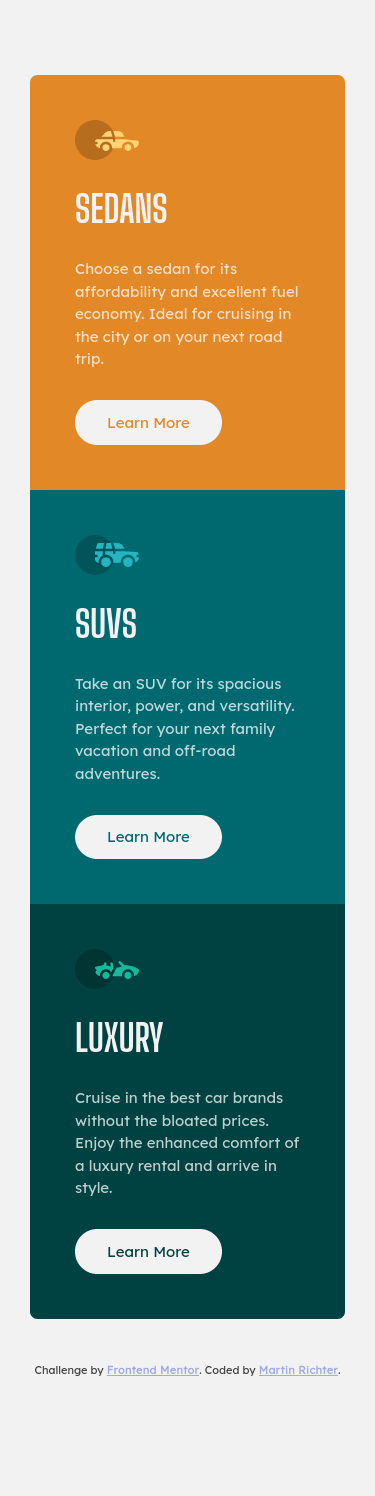 SEDANS
Choose a sedan for its
affordability and excellent fuel
economy. Ideal for cruising in
the city or on your next road
trip.
Learn More
SUVS
Take an SUV for its spacious
interior, power, and versatility.
Perfect for your next family
vacation and off-road
adventures.
Learn More
LUXURY
Cruise in the best car brands
without the bloated prices.
Enjoy the enhanced comfort of
a luxury rental and arrive in
style.
Learn More
Challenge by Frontend Mentor. Coded by Martin Richter.